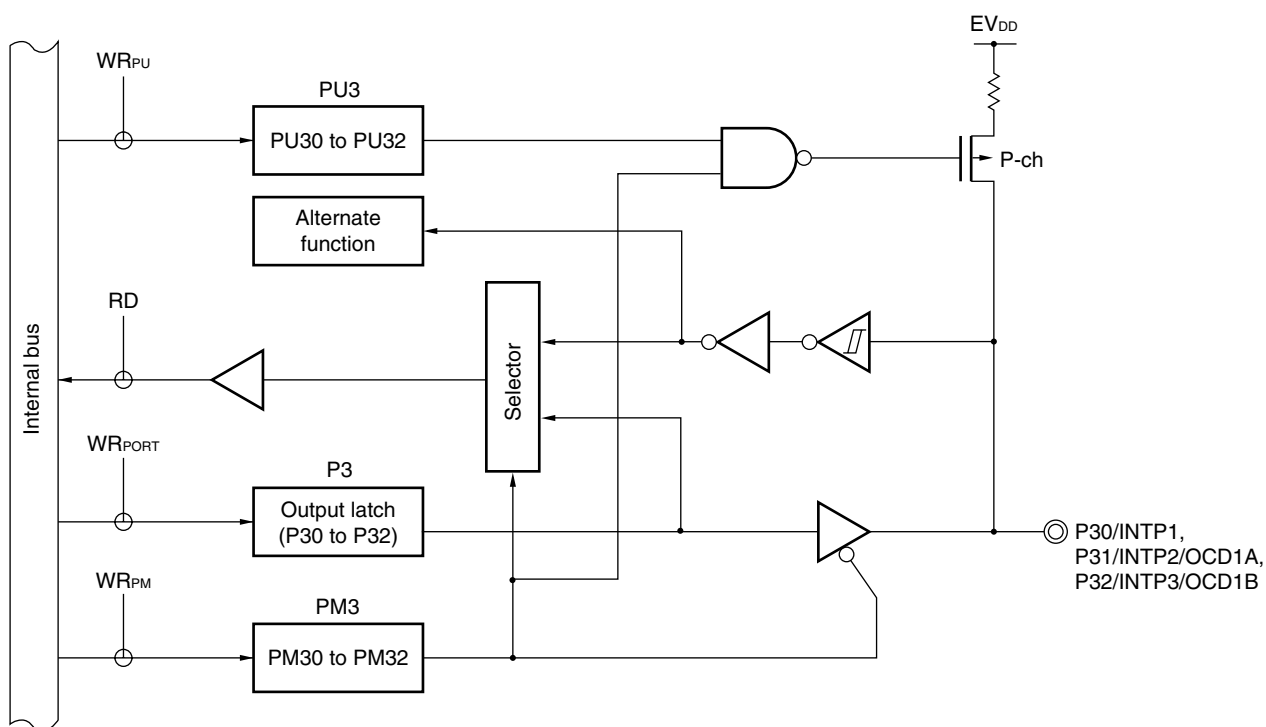 EVDD
WRPU
PU3
PU30 to PU32
P-ch
Alternate
function
RD
Internal bus
Selector
WRPORT
P3
Output latch
(P30 to P32)
P30/INTP1,
P31/INTP2/OCD1A,
P32/INTP3/OCD1B
WRPM
PM3
PM30 to PM32